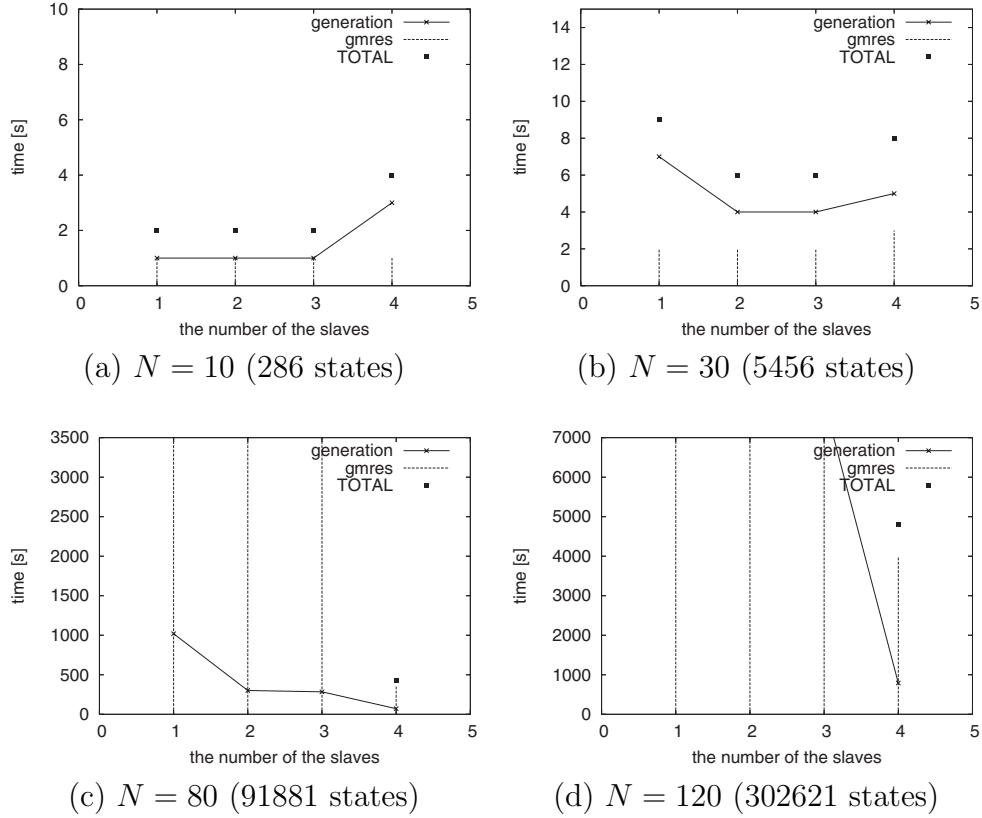 10
8
6
4
2
0
time [s]
generation
gmres
TOTAL
0 1 2 3 4 5
the number of the slaves
(a) N = 10 (286 states)
14
12
10
8
6
4
2
0
time [s]
generation
gmres
TOTAL
0 1 2 3 4 5
the number of the slaves
(b) N = 30 (5456 states)
3500
3000
2500
2000
1500
1000
500
0
time [s]
generation
gmres
TOTAL
0 1 2 3 4 5
the number of the slaves
(c) N = 80 (91881 states)
7000
6000
5000
4000
3000
2000
1000
0
time [s]
generation
gmres
TOTAL
0 1 2 3 4 5
the number of the slaves
(d) N = 120 (302621 states)